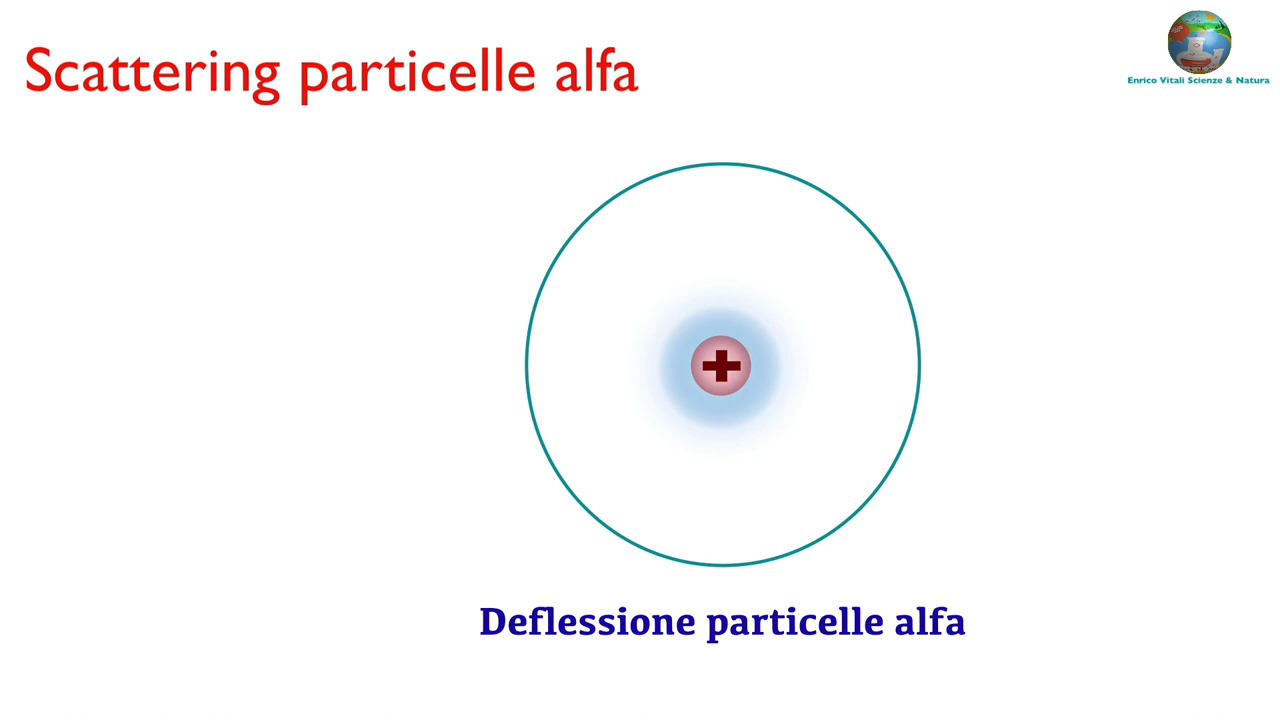 Scattering particelle alfa
Enrico Vitali Scienze & Natura
Deflessione particelle alfa